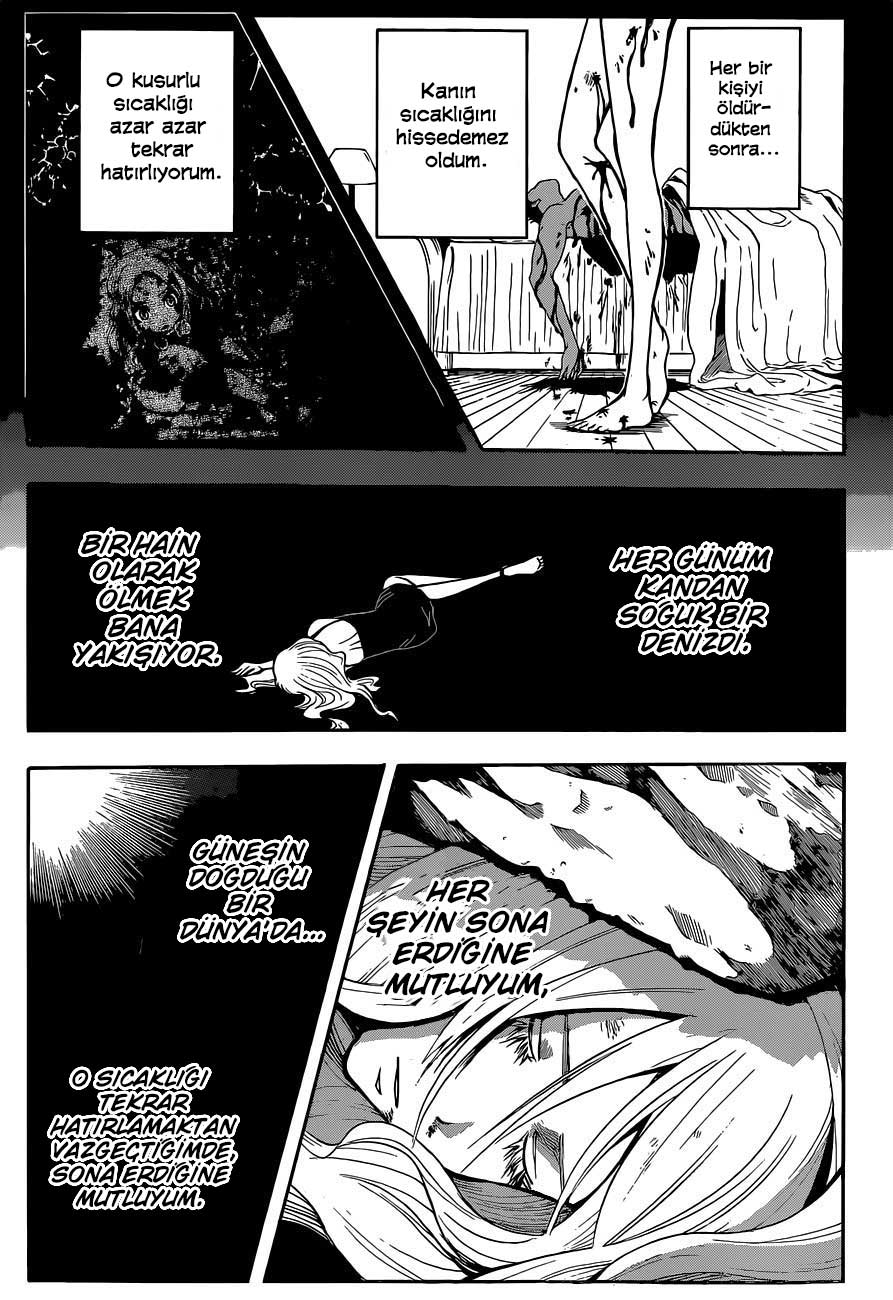 Her bir
kişiyi
öldür-
dükten
sonra...
Kanın
sıcaklığını
hissedemez
oldum.
O kusurlu
sıcaklığı
azar azar
tekrar
hatırlıyorum.
HER GÜNÜM
KANDAN
SOĞUK BİR
DENİZDİ.
BİR HAİN
OLARAK
ÖLMEK
BANA
YAKIŞIYOR.
HER
ŞEYİN SONA
ERDİĞİNE
MUTLUYUM,
GÜNEŞİN
DOĞDUĞU
BİR
DÜNYA'DA...
O SICAKLIĞI
TEKRAR
HATIRLAMAKTAN
VAZGEÇTİĞİMDE,
SONA ERDİĞİNE
MUTLUYUM.